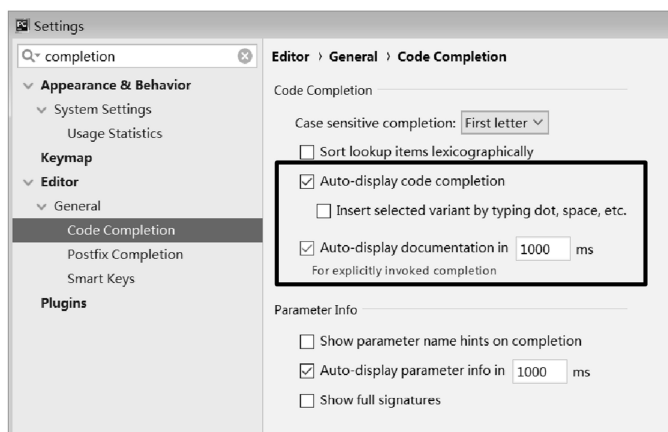 PC Settings
completion
Appearance & Behavior
System Settings
Usage Statistics
Keymap
Editor
General
Code Completion
Postfix Completion
Smart Keys
Plugins
Editor › General › Code Completion
Code Completion
Case sensitive completion: First letter
Sort lookup items lexicographically
Auto-display code completion
Insert selected variant by typing dot, space, etc.
Auto-display documentation in 1000 ms
For explicitly invoked completion
Parameter Info
Show parameter name hints on completion
Auto-display parameter info in 1000 ms
Show full signatures